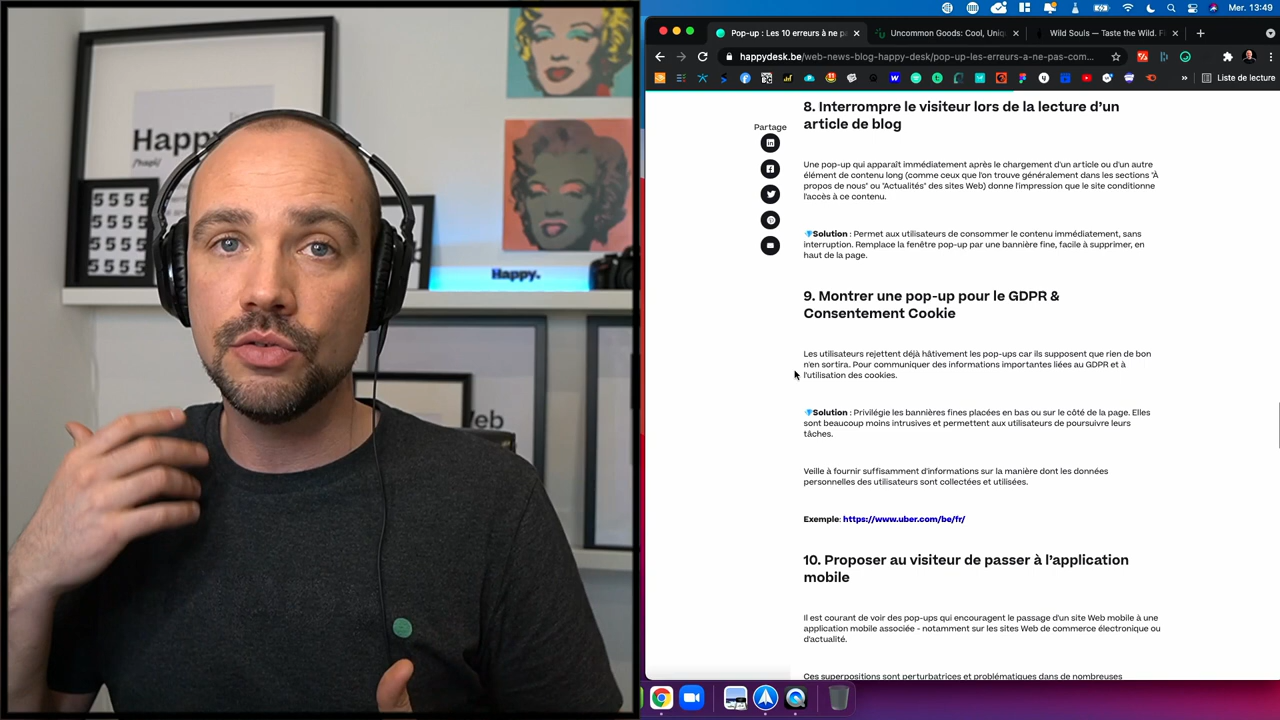 Happy
/'hapi/
5555
5555
5555
5555
Happy.
Web
Mer. 13:49
Pop-up : Les 10 erreurs à ne pa
Uncommon Goods: Cool, Uniq
Wild Souls — Taste the Wild. F
happydesk.be/web-news-blog-happy-desk/pop-up-les-erreurs-a-ne-pas-com...
Liste de lecture
Partage
8. Interrompre le visiteur lors de la lecture d'un
article de blog
Une pop-up qui apparaît immédiatement après le chargement d'un article ou d'un autre
élément de contenu long (comme ceux que l'on trouve généralement dans les sections "À
propos de nous" ou "Actualités" des sites Web) donne l'impression que le site conditionne
l'accès à ce contenu.
💎Solution : Permet aux utilisateurs de consommer le contenu immédiatement, sans
interruption. Remplace la fenêtre pop-up par une bannière fine, facile à supprimer, en
haut de la page.
9. Montrer une pop-up pour le GDPR &
Consentement Cookie
Les utilisateurs rejettent déjà hâtivement les pop-ups car ils supposent que rien de bon
n'en sortira. Pour communiquer des informations importantes liées au GDPR et à
l'utilisation des cookies.
💎Solution : Privilégie les bannières fines placées en bas ou sur le côté de la page. Elles
sont beaucoup moins intrusives et permettent aux utilisateurs de poursuivre leurs
tâches.
Veille à fournir suffisamment d'informations sur la manière dont les données
personnelles des utilisateurs sont collectées et utilisées.
Exemple: https://www.uber.com/be/fr/
10. Proposer au visiteur de passer à l'application
mobile
Il est courant de voir des pop-ups qui encouragent le passage d'un site Web mobile à une
application mobile associée - notamment sur les sites Web de commerce électronique ou
d'actualité.
Ces superpositions sont perturbatrices et problématiques dans de nombreuses